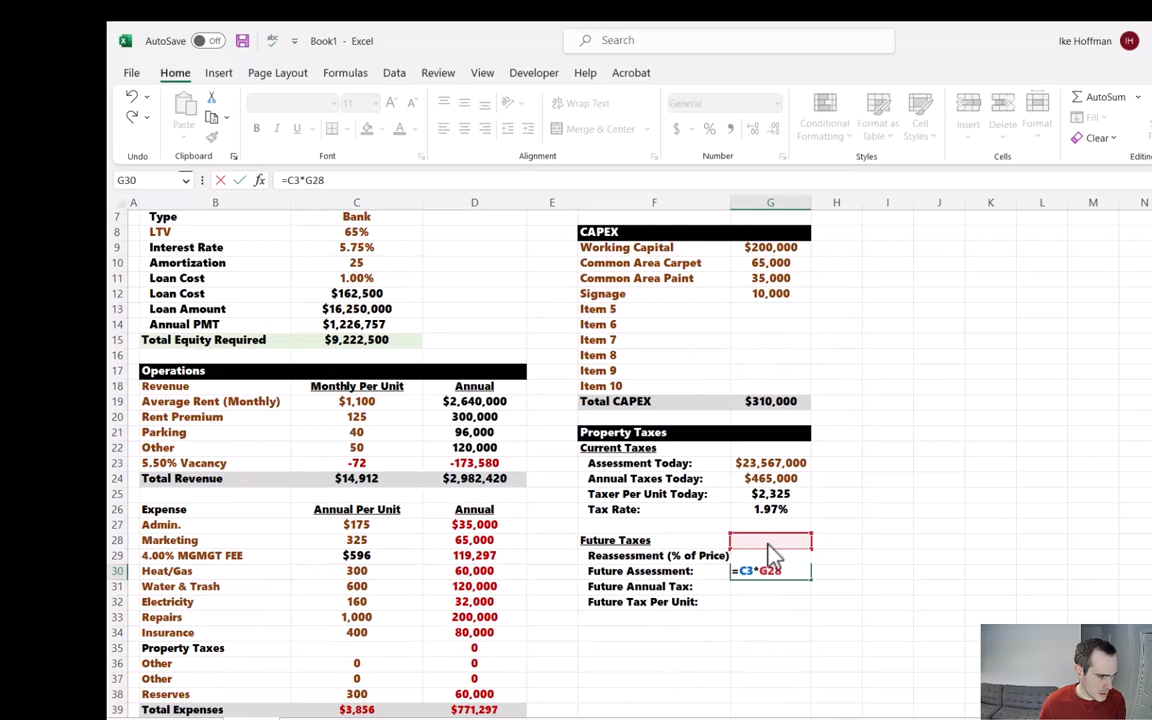 AutoSave Off Book1 - Excel Search Ike Hoffman IH
File Home Insert Page Layout Formulas Data Review View Developer Help Acrobat
Paste 11 Wrap Text Merge & Center General Conditional Formatting Format as Table Cell Styles Insert Delete Format AutoSum Fill Clear
Undo Clipboard Font Alignment Number Styles Cells Editin
G30 fx =C3*G28
A B C D E F G H I J K L M N
7 Type Bank
8 LTV 65% CAPEX
9 Interest Rate 5.75% Working Capital $200,000
10 Amortization 25 Common Area Carpet 65,000
11 Loan Cost 1.00% Common Area Paint 35,000
12 Loan Cost $162,500 Signage 10,000
13 Loan Amount $16,250,000 Item 5
14 Annual PMT $1,226,757 Item 6
15 Total Equity Required $9,222,500 Item 7
16 Item 8
17 Operations Item 9
18 Revenue Monthly Per Unit Annual Item 10
19 Average Rent (Monthly) $1,100 $2,640,000 Total CAPEX $310,000
20 Rent Premium 125 300,000
21 Parking 40 96,000 Property Taxes
22 Other 50 120,000 Current Taxes
23 5.50% Vacancy -72 -173,580 Assessment Today: $23,567,000
24 Total Revenue $14,912 $2,982,420 Annual Taxes Today: $465,000
25 Taxer Per Unit Today: $2,325
26 Expense Annual Per Unit Annual Tax Rate: 1.97%
27 Admin. $175 $35,000
28 Marketing 325 65,000 Future Taxes
29 4.00% MGMGT FEE $596 119,297 Reassessment (% of Price)
30 Heat/Gas 300 60,000 Future Assessment: =C3*G28
31 Water & Trash 600 120,000 Future Annual Tax:
32 Electricity 160 32,000 Future Tax Per Unit:
33 Repairs 1,000 200,000
34 Insurance 400 80,000
35 Property Taxes 0
36 Other 0 0
37 Other 0 0
38 Reserves 300 60,000
39 Total Expenses $3,856 $771,297